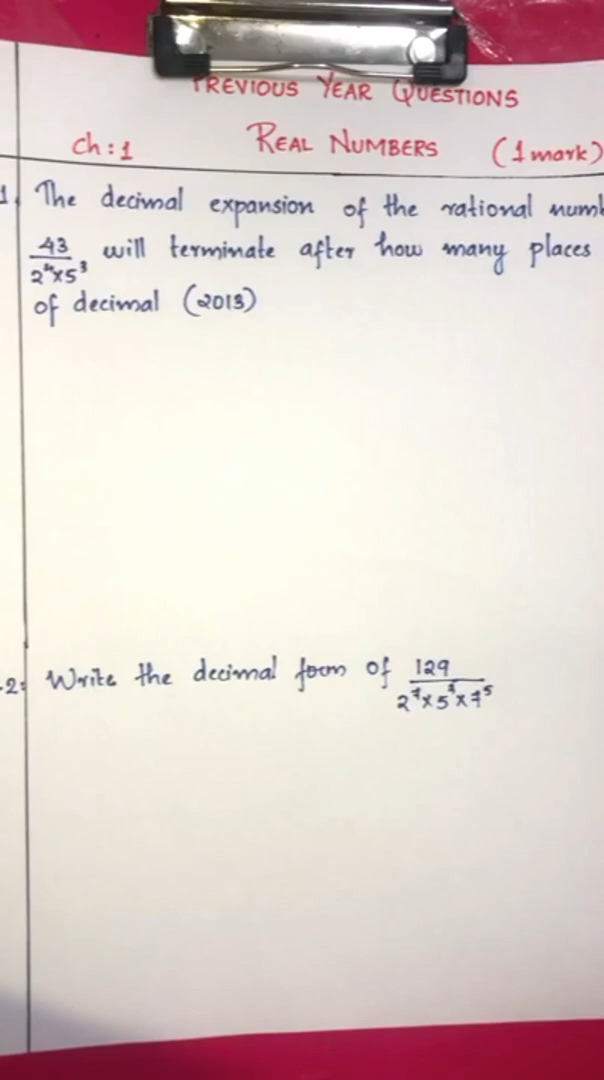 PREVIOUS YEAR QUESTIONS
Ch : 1 REAL NUMBERS (1 mark)
1. The decimal expansion of the rational numb
43/2⁴×5³ will terminate after how many places
of decimal (2013)
2: Write the decimal form of 129/2⁷×5⁷×7⁵